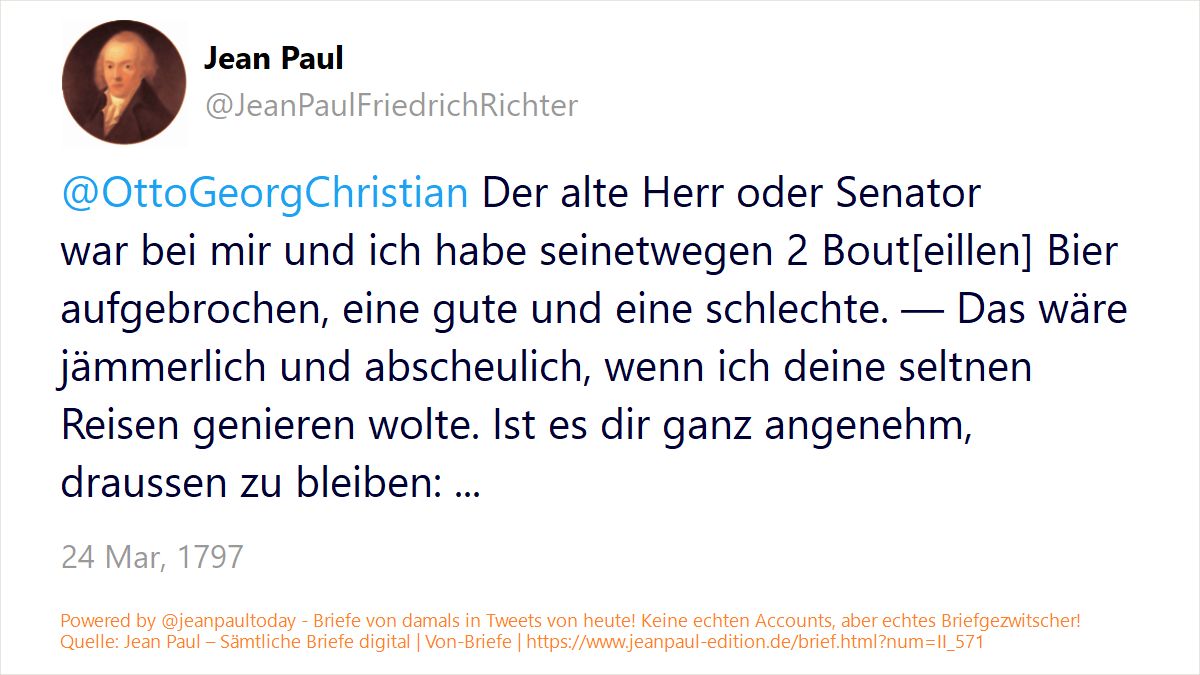 Jean Paul
@JeanPaulFriedrichRichter
@OttoGeorgChristian Der alte Herr oder Senator
war bei mir und ich habe seinetwegen 2 Bout[eillen] Bier
aufgebrochen, eine gute und eine schlechte. — Das wäre
jämmerlich und abscheulich, wenn ich deine seltnen
Reisen genieren wolte. Ist es dir ganz angenehm,
draussen zu bleiben: ...
24 Mar, 1797
Powered by @jeanpaultoday - Briefe von damals in Tweets von heute! Keine echten Accounts, aber echtes Briefgezwitscher!
Quelle: Jean Paul – Sämtliche Briefe digital | Von-Briefe | https://www.jeanpaul-edition.de/brief.html?num=II_571